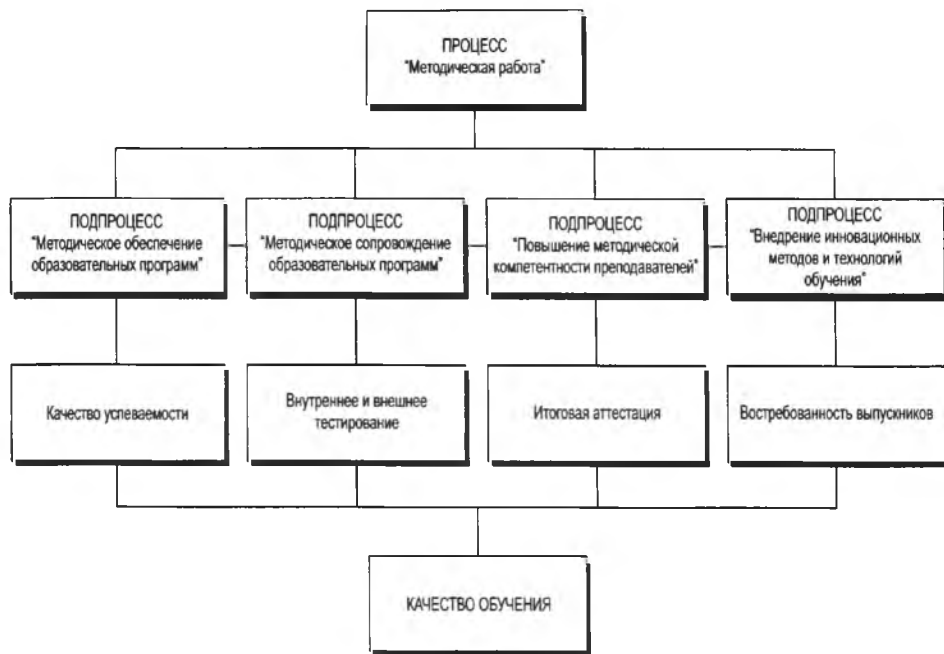 ПРОЦЕСС
"Методическая работа"
ПОДПРОЦЕСС
"Методическое обеспечение
образовательных программ"
ПОДПРОЦЕСС
"Методическое сопровождение
образовательных программ"
ПОДПРОЦЕСС
"Повышение методической
компетентности преподавателей"
ПОДПРОЦЕСС
"Внедрение инновационных
методов и технологий
обучения"
Качество успеваемости
Внутреннее и внешнее
тестирование
Итоговая аттестация
Востребованность выпускников
КАЧЕСТВО ОБУЧЕНИЯ